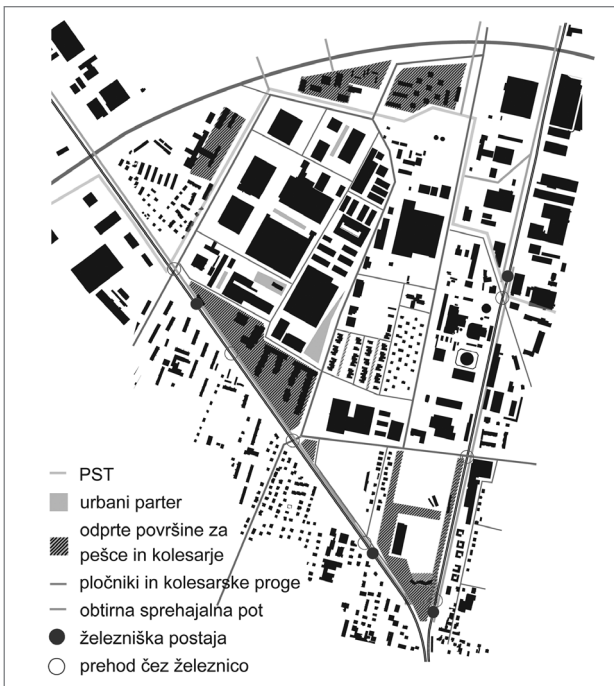 PST
urbani parter
odprte površine za
pešce in kolesarje
pločniki in kolesarske proge
obtirna sprehajalna pot
železniška postaja
prehod čez železnico